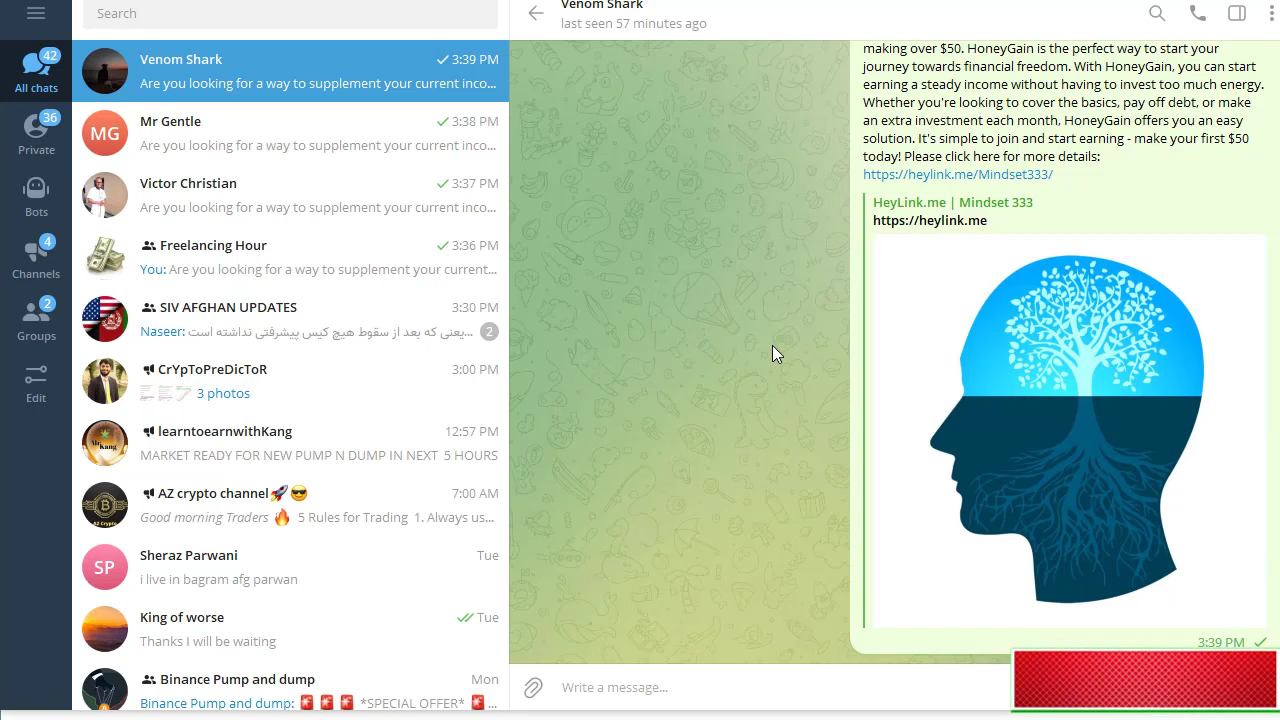 Search
42
All chats
36
Private
Bots
4
Channels
2
Groups
Edit
Venom Shark
3:39 PM
Are you looking for a way to supplement your current inco...
MG
Mr Gentle
3:38 PM
Are you looking for a way to supplement your current inco...
Victor Christian
3:37 PM
Are you looking for a way to supplement your current inco...
Freelancing Hour
3:36 PM
You: Are you looking for a way to supplement your current...
SIV AFGHAN UPDATES
3:30 PM
Naseer: یعنی که بعد از سقوط هیچ کیس پیشرفتی نداشته است...
2
CrYpToPreDicToR
3:00 PM
3 photos
learntoearnwithKang
12:57 PM
MARKET READY FOR NEW PUMP N DUMP IN NEXT 5 HOURS
AZ crypto channel🚀😎
7:00 AM
Good morning Traders 🔥 5 Rules for Trading 1. Always us...
SP
Sheraz Parwani
Tue
i live in bagram afg parwan
King of worse
Tue
Thanks I will be waiting
Binance Pump and dump
Mon
Binance Pump and dump: 🚨🚨🚨 *SPECIAL OFFER* 🚨...
Venom Shark
last seen 57 minutes ago
making over $50. HoneyGain is the perfect way to start your
journey towards financial freedom. With HoneyGain, you can start
earning a steady income without having to invest too much energy.
Whether you're looking to cover the basics, pay off debt, or make
an extra investment each month, HoneyGain offers you an easy
solution. It's simple to join and start earning - make your first $50
today! Please click here for more details:
https://heylink.me/Mindset333/
HeyLink.me | Mindset 333
https://heylink.me
3:39 PM
Write a message...